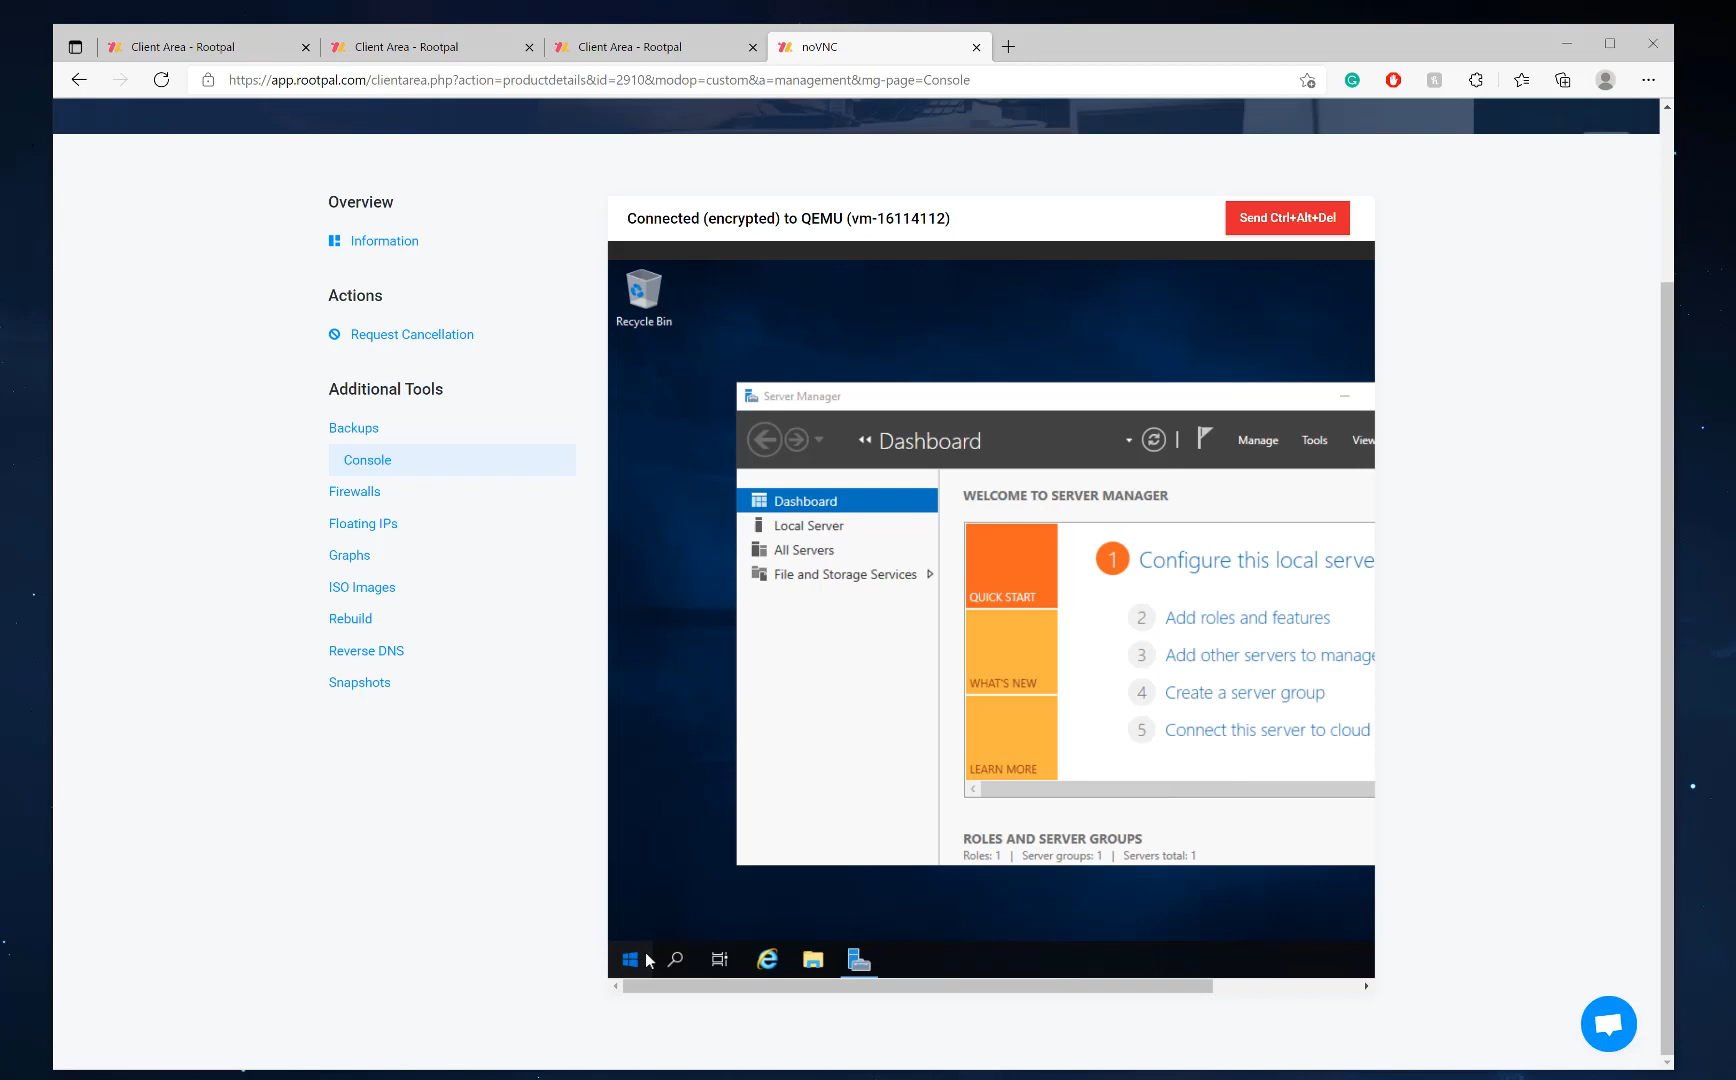 Client Area - Rootpal
Client Area - Rootpal
Client Area - Rootpal
noVNC
https://app.rootpal.com/clientarea.php?action=productdetails&id=2910&modop=custom&a=management&mg-page=Console
Overview
Information
Actions
Request Cancellation
Additional Tools
Backups
Console
Firewalls
Floating IPs
Graphs
ISO Images
Rebuild
Reverse DNS
Snapshots
Connected (encrypted) to QEMU (vm-16114112)
Send Ctrl+Alt+Del
Recycle Bin
Server Manager
Dashboard
Manage
Tools
View
Dashboard
Local Server
All Servers
File and Storage Services
WELCOME TO SERVER MANAGER
QUICK START
WHAT'S NEW
LEARN MORE
1 Configure this local serve
2 Add roles and features
3 Add other servers to manage
4 Create a server group
5 Connect this server to cloud
ROLES AND SERVER GROUPS
Roles: 1 | Server groups: 1 | Servers total: 1